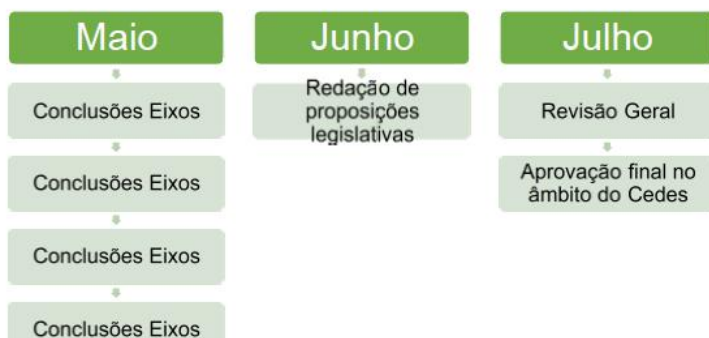 Maio
Conclusões Eixos
Conclusões Eixos
Conclusões Eixos
Conclusões Eixos
Junho
Redação de
proposições
legislativas
Julho
Revisão Geral
Aprovação final no
âmbito do Cedes